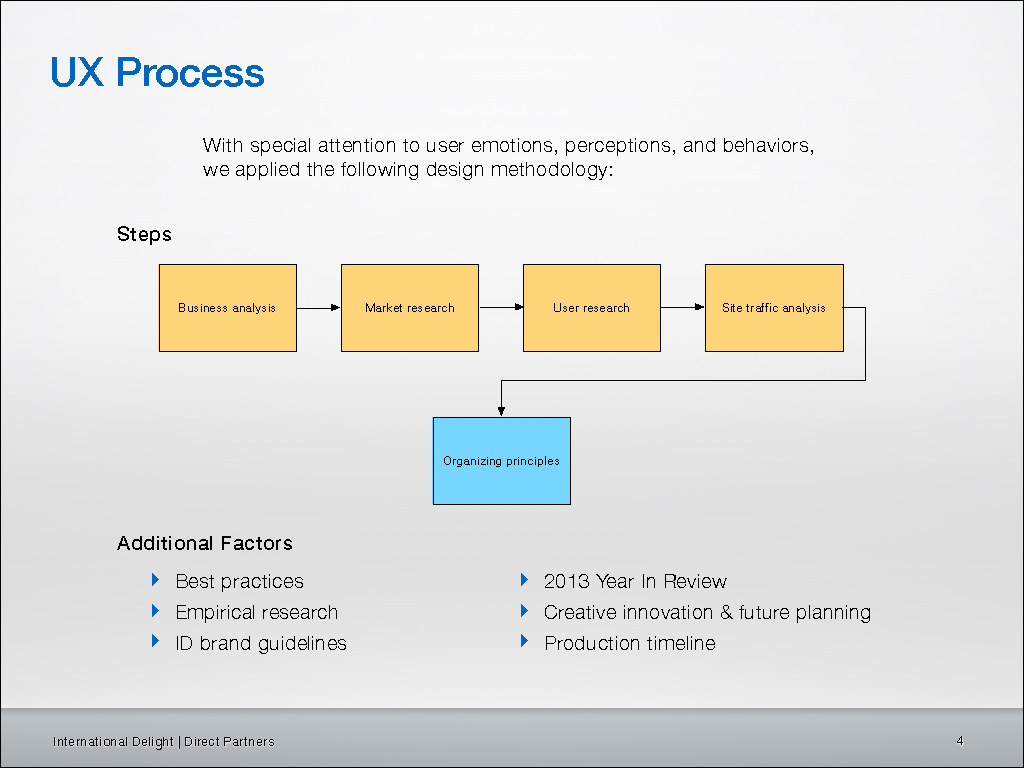 UX Process
With special attention to user emotions, perceptions, and behaviors,
we applied the following design methodology:
Steps
Business analysis
Market research
User research
Site traffic analysis
Organizing principles
Additional Factors
Best practices
Empirical research
ID brand guidelines
2013 Year In Review
Creative innovation & future planning
Production timeline
International Delight | Direct Partners
4